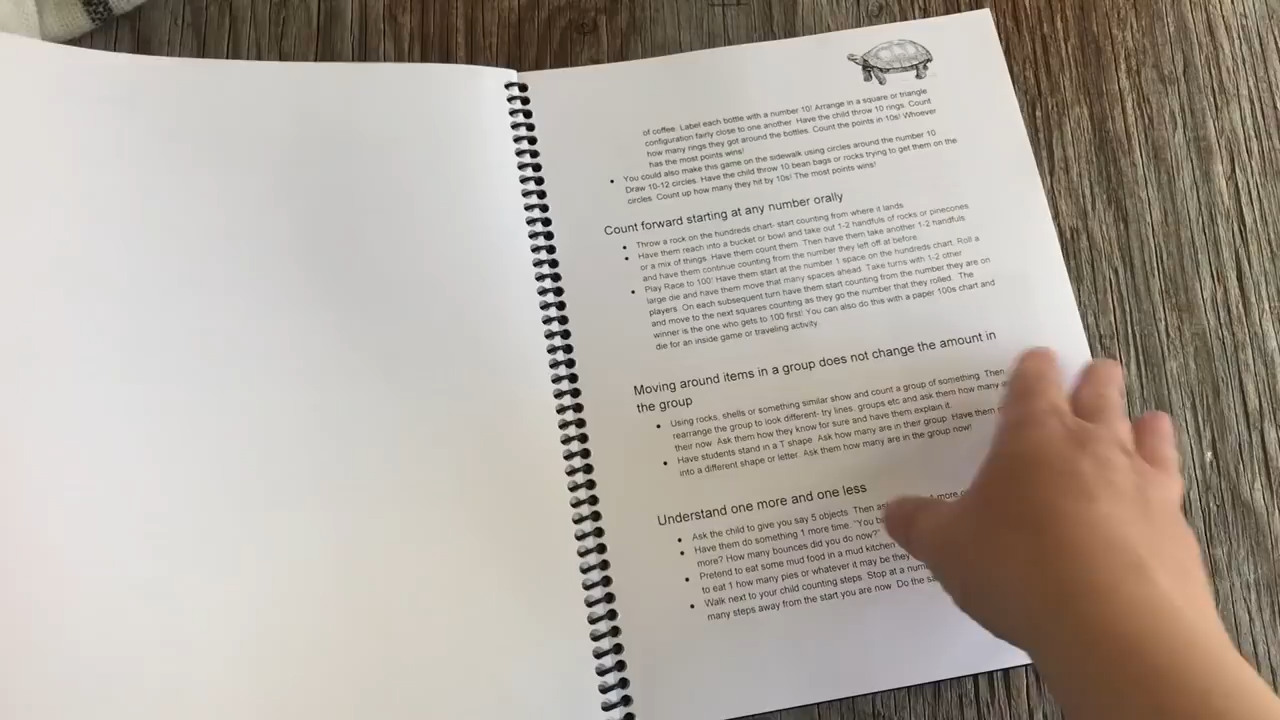 of coffee. Label each bottle with a number 10! Arrange in a square or triangle
configuration fairly close to one another. Have the child throw 10 rings. Count
how many rings they got around the bottles. Count the points in 10s! Whoever
has the most points wins!
• You could also make this game on the sidewalk using circles around the number 10
Draw 10-12 circles. Have the child throw 10 bean bags or rocks trying to get them on the
circles. Count up how many they hit by 10s! The most points wins!
Count forward starting at any number orally
• Throw a rock on the hundreds chart- start counting from where it lands
• Have them reach into a bucket or bowl and take out 1-2 handfuls of rocks or pinecones
or a mix of things. Have them count them. Then have them take another 1-2 handfuls
and have them continue counting from the number they left off at before.
• Play Race to 100! Have them start at the number 1 space on the hundreds chart. Roll a
large die and have them move that many spaces ahead. Take turns with 1-2 other
players. On each subsequent turn have them start counting from the number they are on
and move to the next squares counting as they go the number that they rolled. The
winner is the one who gets to 100 first! You can also do this with a paper 100s chart and
die for an inside game or traveling activity.
Moving around items in a group does not change the amount in
the group
• Using rocks, shells or something similar show and count a group of something. Then
rearrange the group to look different- try lines, groups etc and ask them how many
their now. Ask them how they know for sure and have them explain it.
• Have students stand in a T shape. Ask how many are in their group. Have them
into a different shape or letter. Ask them how many are in the group now!
Understand one more and one less
• Ask the child to give you say 5 objects. Then 1 more
• Have them do something 1 more time. "You
more? How many bounces did you do now?"
• Pretend to eat some mud food in a mud kitchen.
to eat 1 how many pies or whatever it may be they
• Walk next to your child counting steps. Stop at a
many steps away from the start you are now. Do the